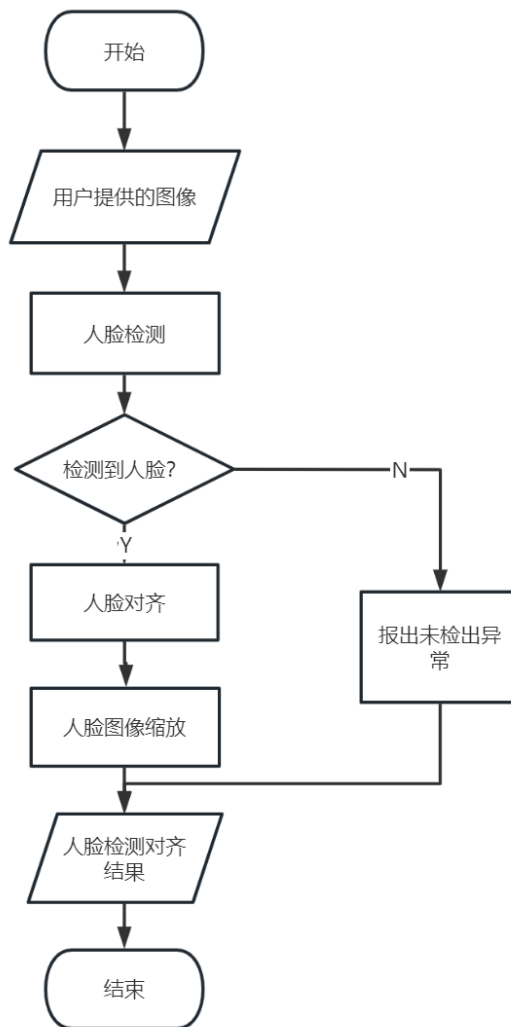 开始
用户提供的图像
人脸检测
检测到人脸?
N
Y
人脸对齐
报出未检出异
常
人脸图像缩放
人脸检测对齐
结果
结束